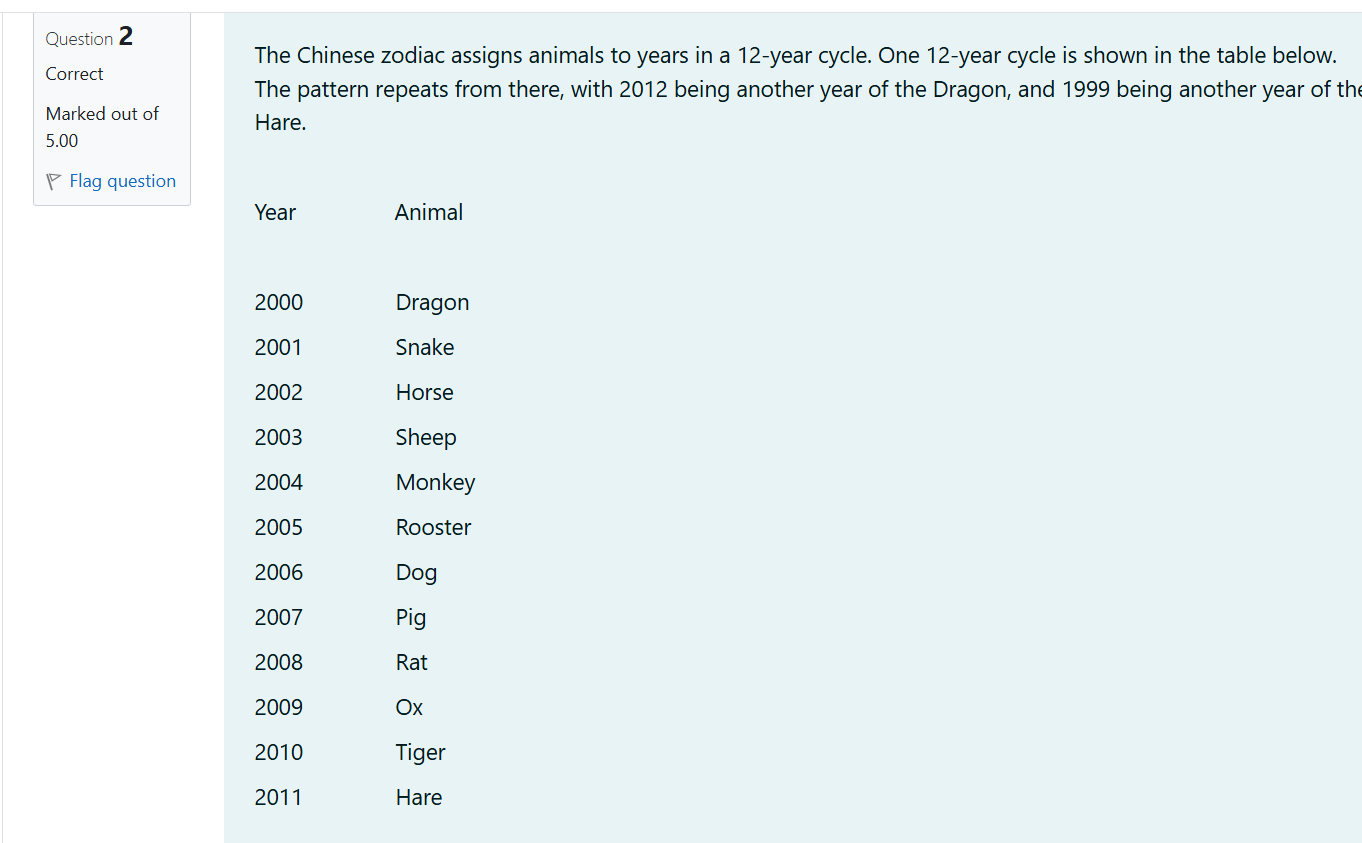 Question 2
Correct
Marked out of
5.00
Flag question
The Chinese zodiac assigns animals to years in a 12-year cycle. One 12-year cycle is shown in the table below.
The pattern repeats from there, with 2012 being another year of the Dragon, and 1999 being another year of the
Hare.
Year Animal
2000 Dragon
2001 Snake
2002 Horse
2003 Sheep
2004 Monkey
2005 Rooster
2006 Dog
2007 Pig
2008 Rat
2009 Ox
2010 Tiger
2011 Hare